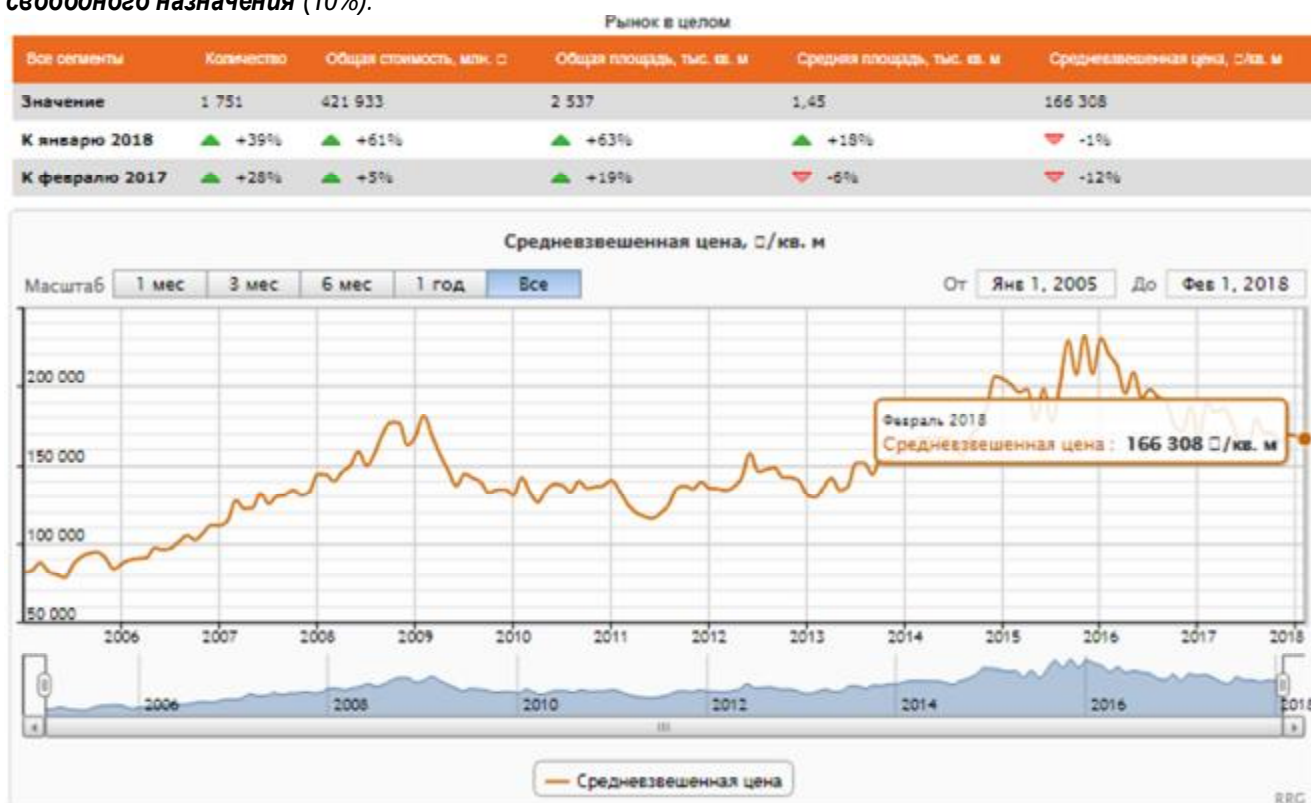 свободного назначения (10%).
Рынок в целом
Все сегменты Количество Общая стоимость, млн. □ Общая площадь, тыс. кв. м Средняя площадь, тыс. кв. м Средневзвешенная цена, □/кв. м
Значение 1 751 421 933 2 537 1,45 166 308
К январю 2018 +39% +61% +63% +18% -1%
К февралю 2017 +28% +5% +19% -6% -12%
Средневзвешенная цена, □/кв. м
Масштаб 1 мес 3 мес 6 мес 1 год Все От Янв 1, 2005 До Фев 1, 2018
200 000
Февраль 2018
Средневзвешенная цена: 166 308 □/кв. м
150 000
100 000
50 000
2006 2007 2008 2009 2010 2011 2012 2013 2014 2015 2016 2017 2018
2006 2008 2010 2012 2014 2016 2018
Средневзвешенная цена
RRG